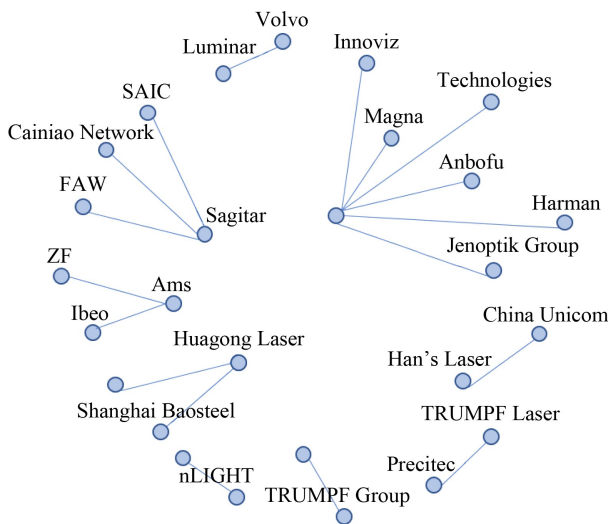 Volvo
Luminar
Innoviz
SAIC
Technologies
Cainiao Network
Magna
Anbofu
FAW
Sagitar
Harman
Jenoptik Group
ZF
Ams
Ibeo
China Unicom
Huagong Laser
Han's Laser
Shanghai Baosteel
TRUMPF Laser
Precitec
nLIGHT
TRUMPF Group